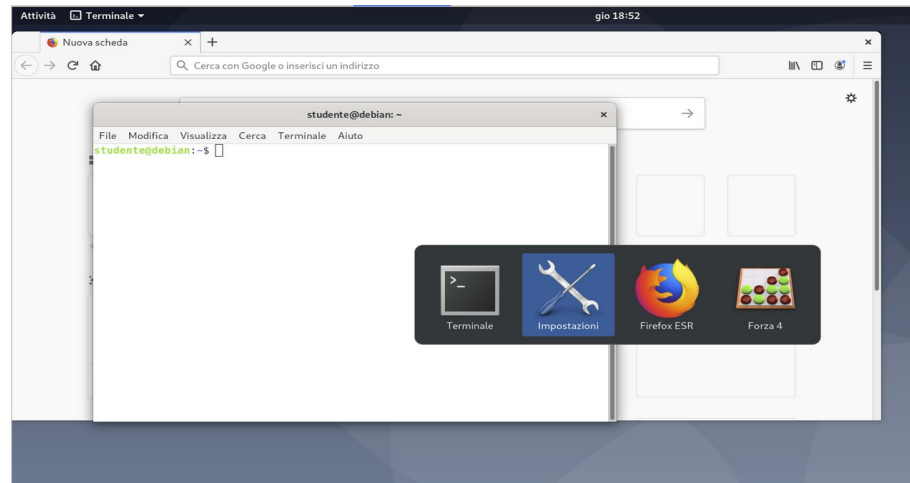 Attività Terminale gio 18:52
Nuova scheda
Cerca con Google o inserisci un indirizzo
studente@debian: ~
File Modifica Visualizza Cerca Terminale Aiuto
studente@debian:~$
Terminale Impostazioni Firefox ESR Forza 4